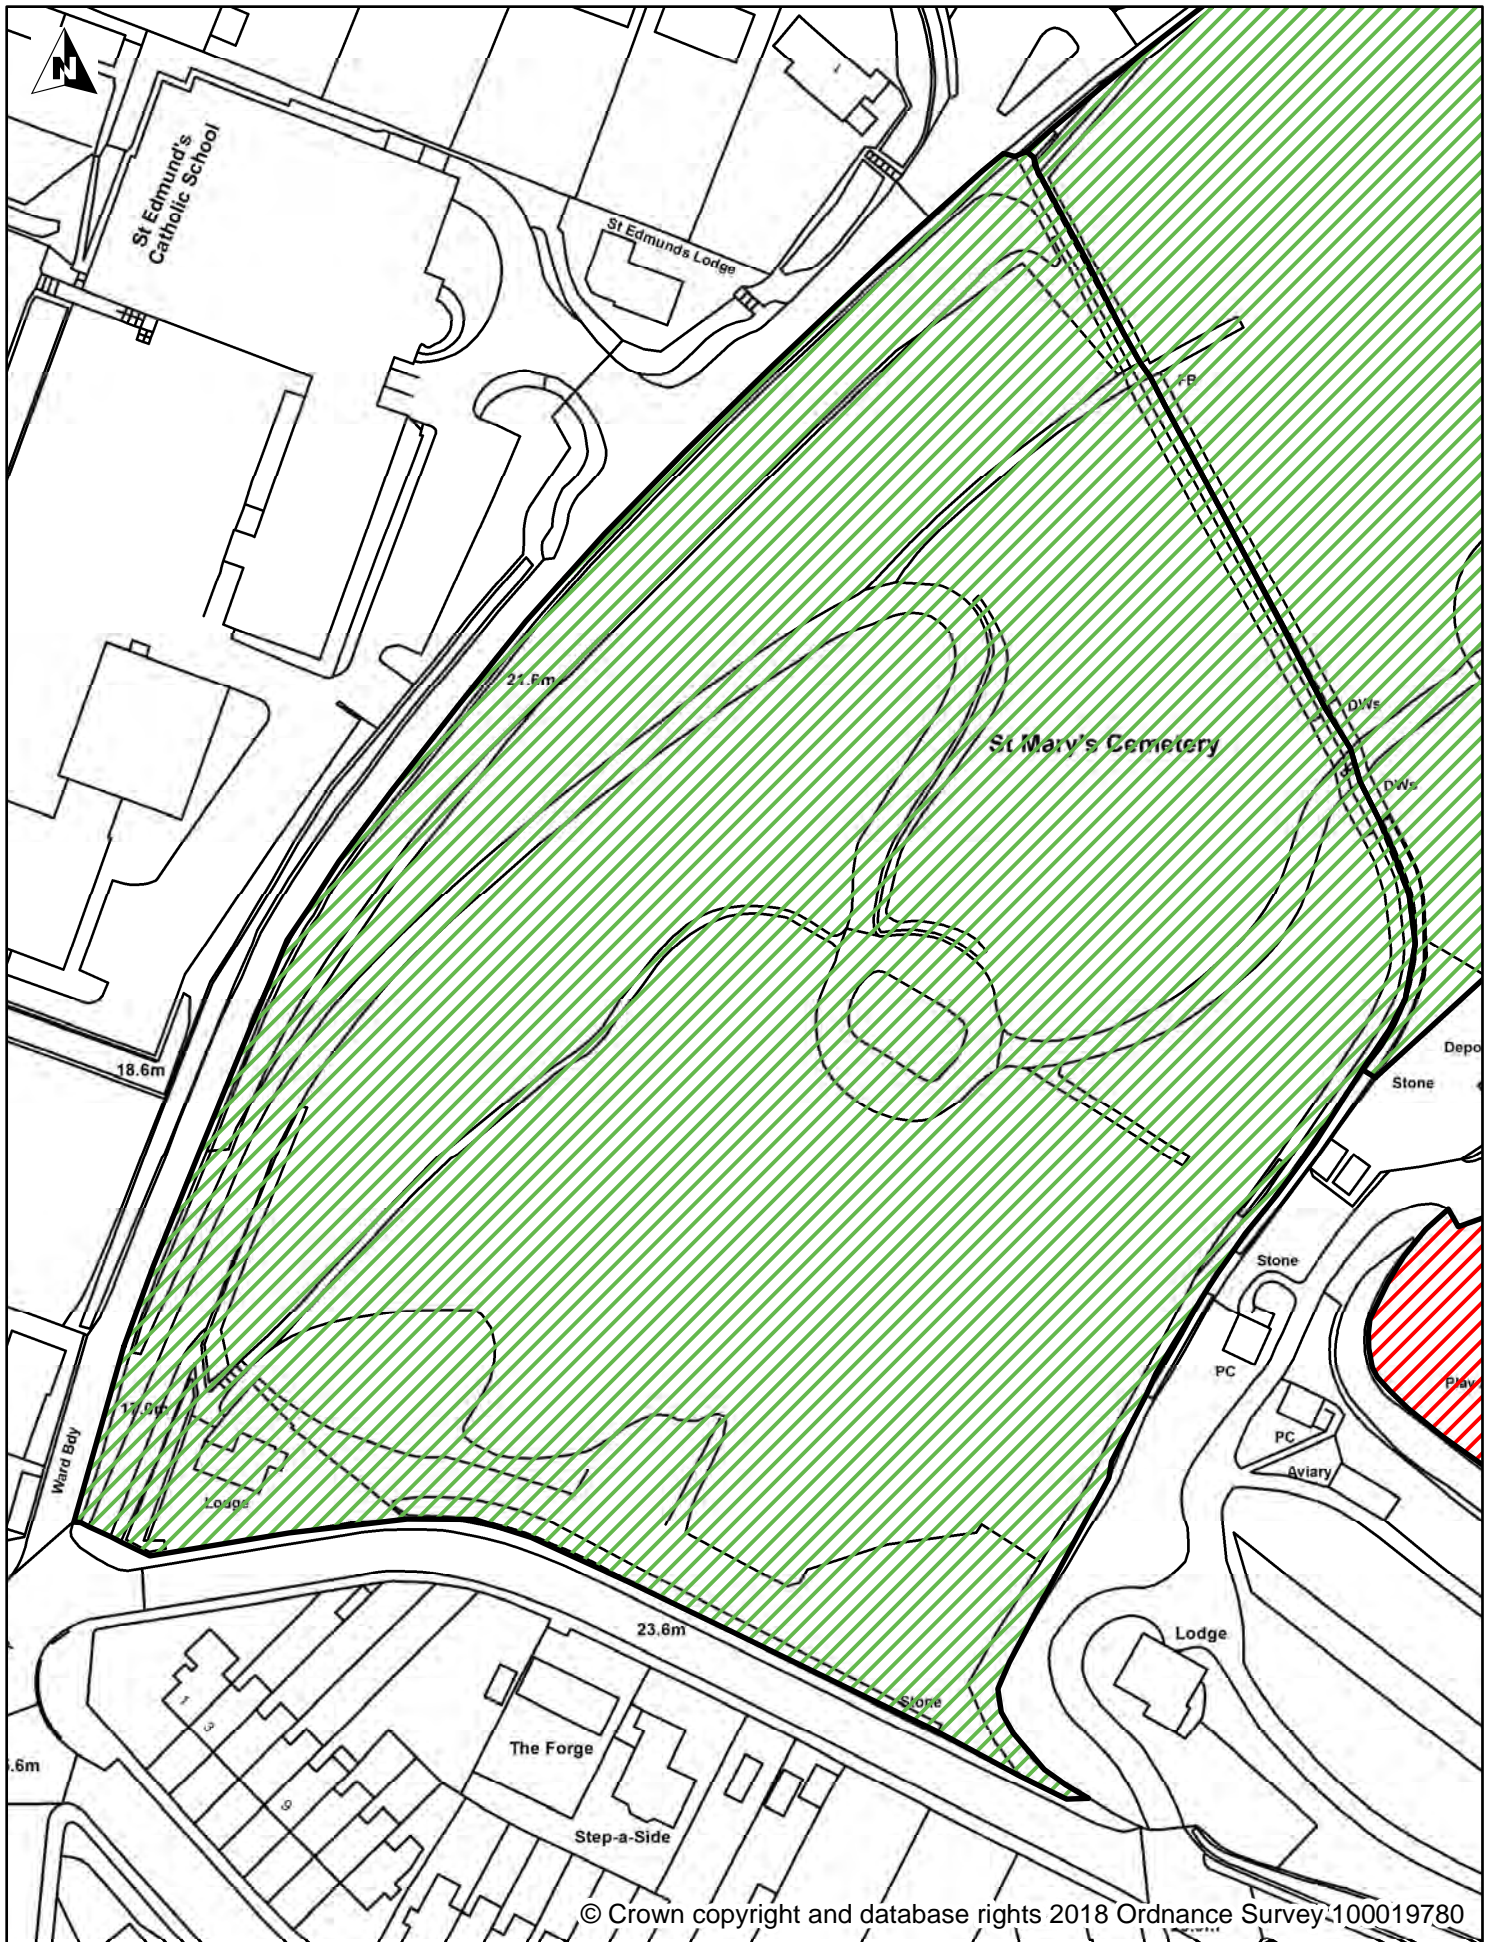 N
1
St Edmund's
Catholic School
St Edmunds Lodge
FB
21.6m
DWs
St Mary's Cemetery
DWs
Depo
18.6m
Stone
Stone
PC
Play
17.0m
PC
Ward Bdy
Aviary
Lodge
23.6m
Lodge
Stone
1
3
The Forge
.6m
9
Step-a-Side
© Crown copyright and database rights 2018 Ordnance Survey 100019780